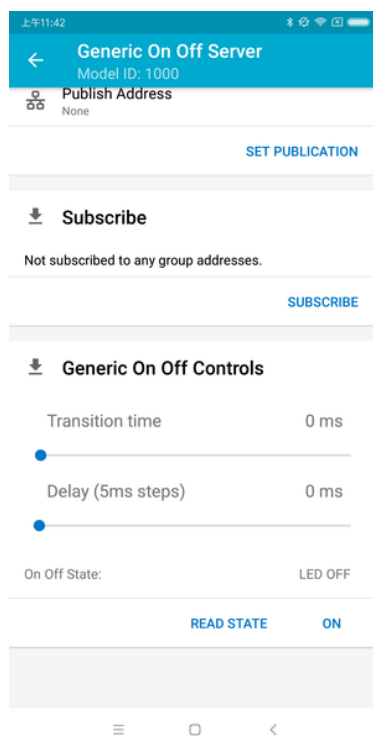 上午11:42
Generic On Off Server
Model ID: 1000
Publish Address
None
SET PUBLICATION
Subscribe
Not subscribed to any group addresses.
SUBSCRIBE
Generic On Off Controls
Transition time 0 ms
Delay (5ms steps) 0 ms
On Off State: LED OFF
READ STATE ON